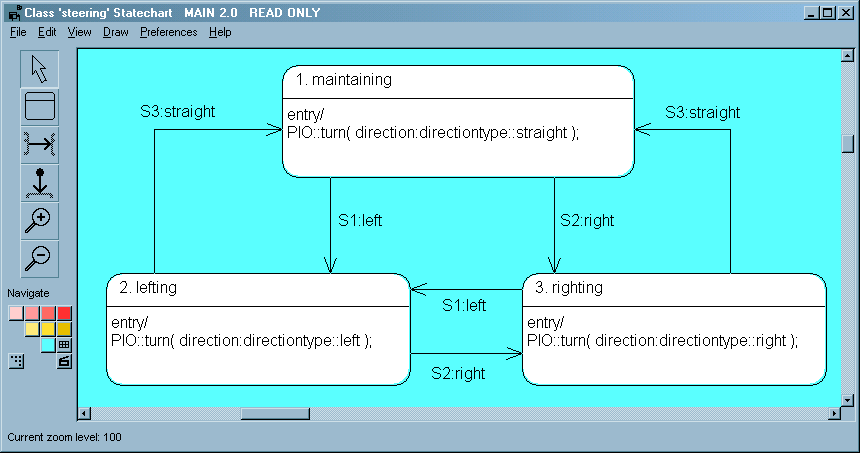 Class 'steering' Statechart   MAIN 2.0   READ ONLY
File Edit View Draw Preferences Help
1. maintaining
entry/
PIO::turn( direction:directiontype::straight );
S3:straight
S3:straight
S1:left
S2:right
2. lefting
entry/
PIO::turn( direction:directiontype::left );
S1:left
S2:right
3. righting
entry/
PIO::turn( direction:directiontype::right );
Navigate
Current zoom level: 100